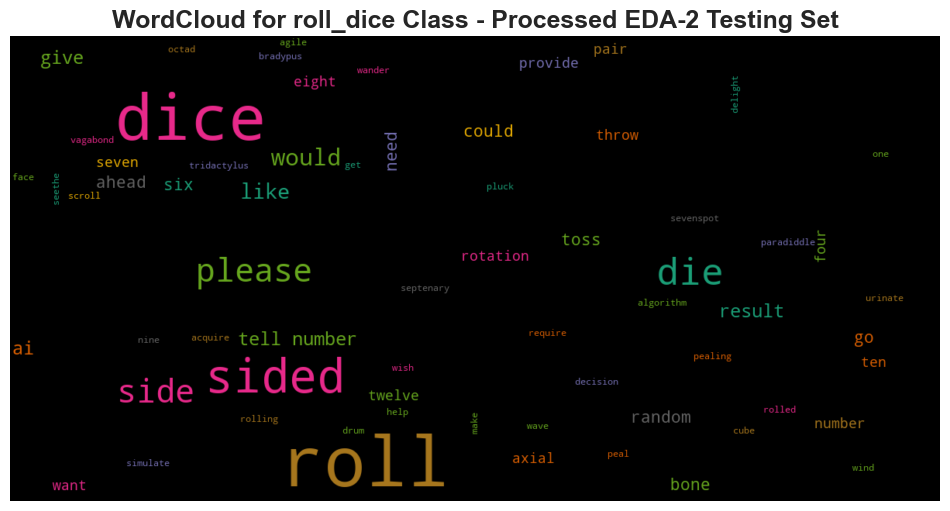 WordCloud for roll_dice Class - Processed EDA-2 Testing Set
octad
agile
give
bradypus
pair
provide
wander
eight
delight
dice
could
throw
vagabond
need
would
one
seven
tridactylus
get
face
ahead
six
seethe
like
pluck
scroll
sevenspot
toss
paradiddle
four
rotation
please
die
septenary
urinate
algorithm
result
nine
acquire
tell number
require
go
ai
pealing
ten
wish
sided
decision
side
twelve
help
rolled
rolling
make
random
number
drum
wave
cube
roll
simulate
axial
peal
wind
want
bone